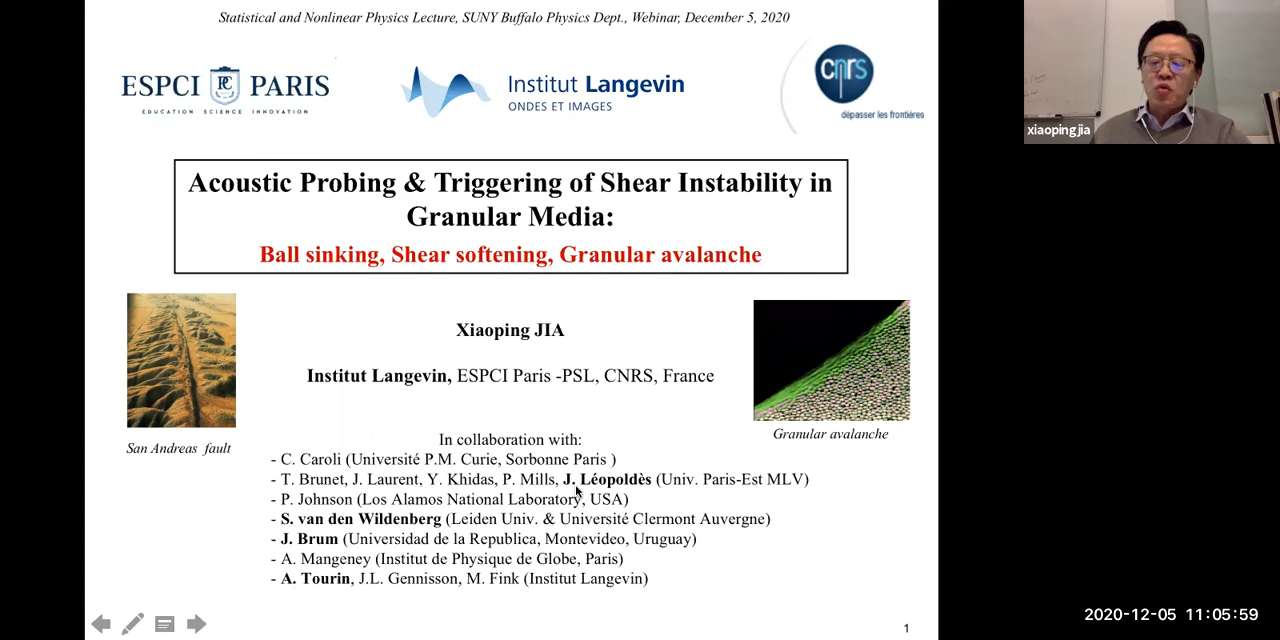 Statistical and Nonlinear Physics Lecture, SUNY Buffalo Physics Dept., Webinar, December 5, 2020
ESPCI PARIS
EDUCATION SCIENCE INNOVATION
Institut Langevin
ONDES ET IMAGES
cnrs
dépasser les frontières
xiaopingjia
Acoustic Probing & Triggering of Shear Instability in
Granular Media:
Ball sinking, Shear softening, Granular avalanche
Xiaoping JIA
Institut Langevin, ESPCI Paris -PSL, CNRS, France
San Andreas fault
Granular avalanche
In collaboration with:
- C. Caroli (Université P.M. Curie, Sorbonne Paris )
- T. Brunet, J. Laurent, Y. Khidas, P. Mills, J. Léopoldès (Univ. Paris-Est MLV)
- P. Johnson (Los Alamos National Laboratory, USA)
- S. van den Wildenberg (Leiden Univ. & Université Clermont Auvergne)
- J. Brum (Universidad de la Republica, Montevideo, Uruguay)
- A. Mangeney (Institut de Physique de Globe, Paris)
- A. Tourin, J.L. Gennisson, M. Fink (Institut Langevin)
1
2020-12-05 11:05:59